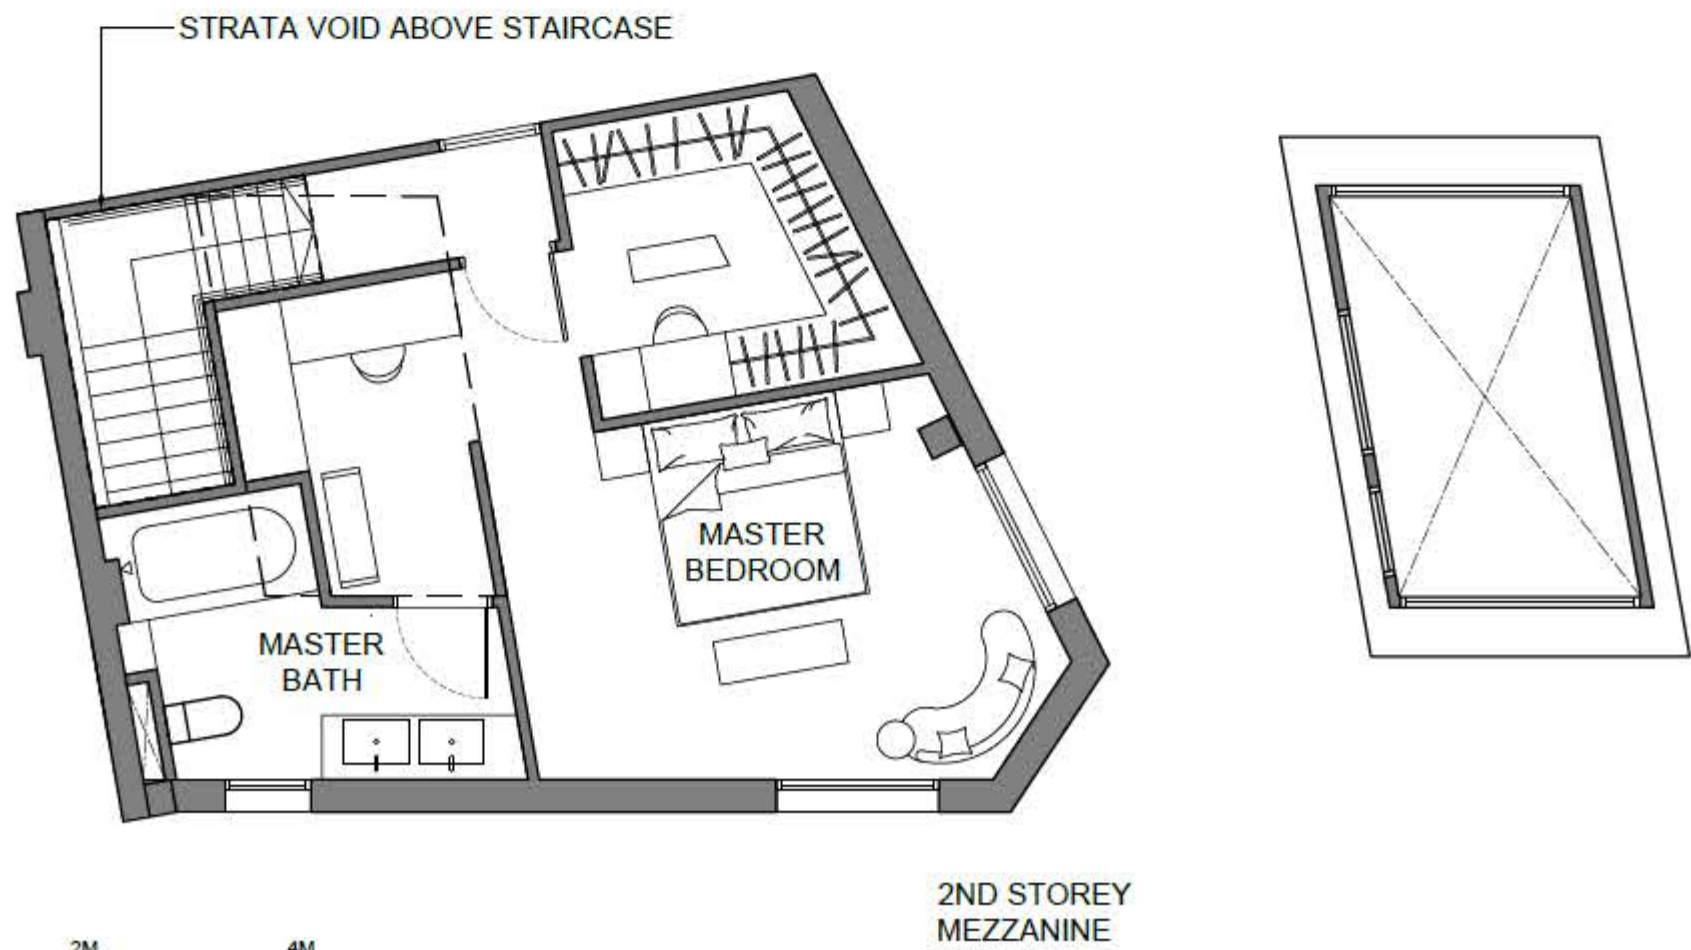 STRATA VOID ABOVE STAIRCASE
MASTER
BEDROOM
MASTER
BATH
2ND STOREY
MEZZANINE
2M 4M